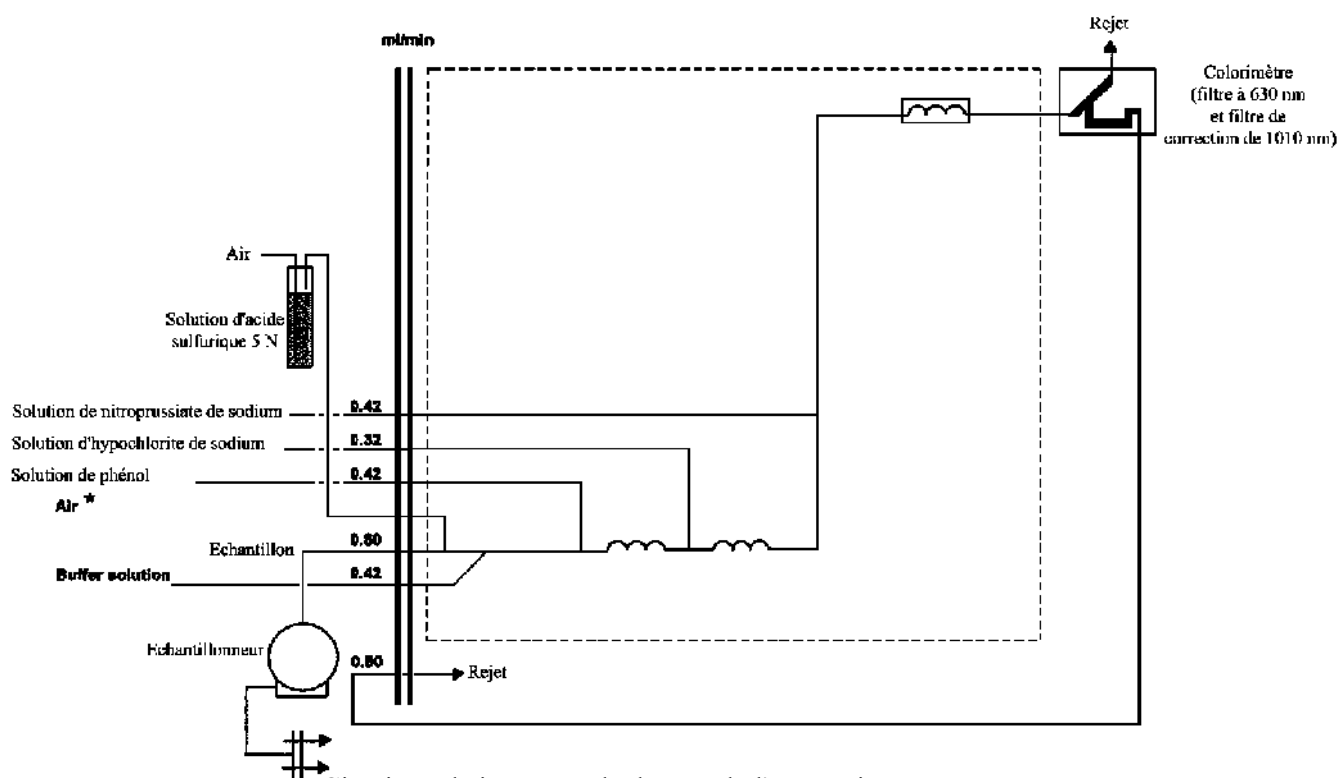 Rejet
ml/min
Colorimètre
(filtre à 630 nm
et filtre de
correction de 1010 nm)
Air
Solution d'acide
sulfurique 5 N
Solution de nitroprussiate de sodium
0.42
Solution d'hypochlorite de sodium
0.32
Solution de phénol
0.42
Air *
Echantillon
0.80
Buffer solution
0.42
Echantillonneur
0.80
Rejet